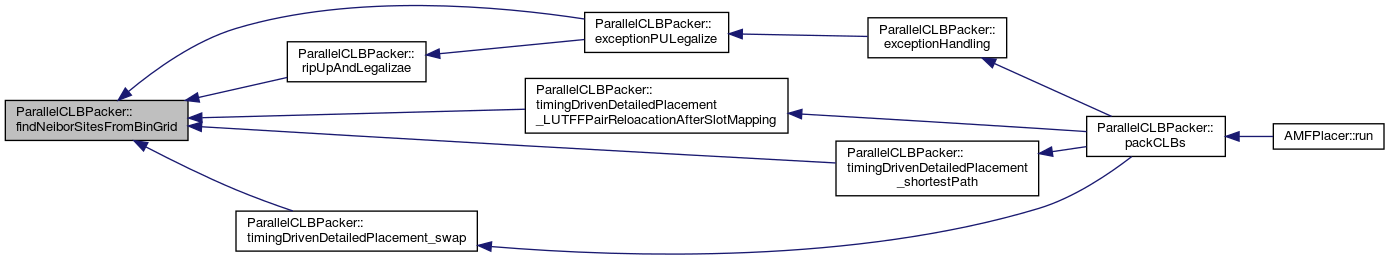 ParallelCLBPacker::
findNeiborSitesFromBinGrid
ParallelCLBPacker::
ripUpAndLegalizae
ParallelCLBPacker::
exceptionPULegalize
ParallelCLBPacker::
exceptionHandling
ParallelCLBPacker::
timingDrivenDetailedPlacement
_LUTFFPairReloacationAfterSlotMapping
ParallelCLBPacker::
timingDrivenDetailedPlacement
_shortestPath
ParallelCLBPacker::
timingDrivenDetailedPlacement_swap
ParallelCLBPacker::
packCLBs
AMFPlacer::run